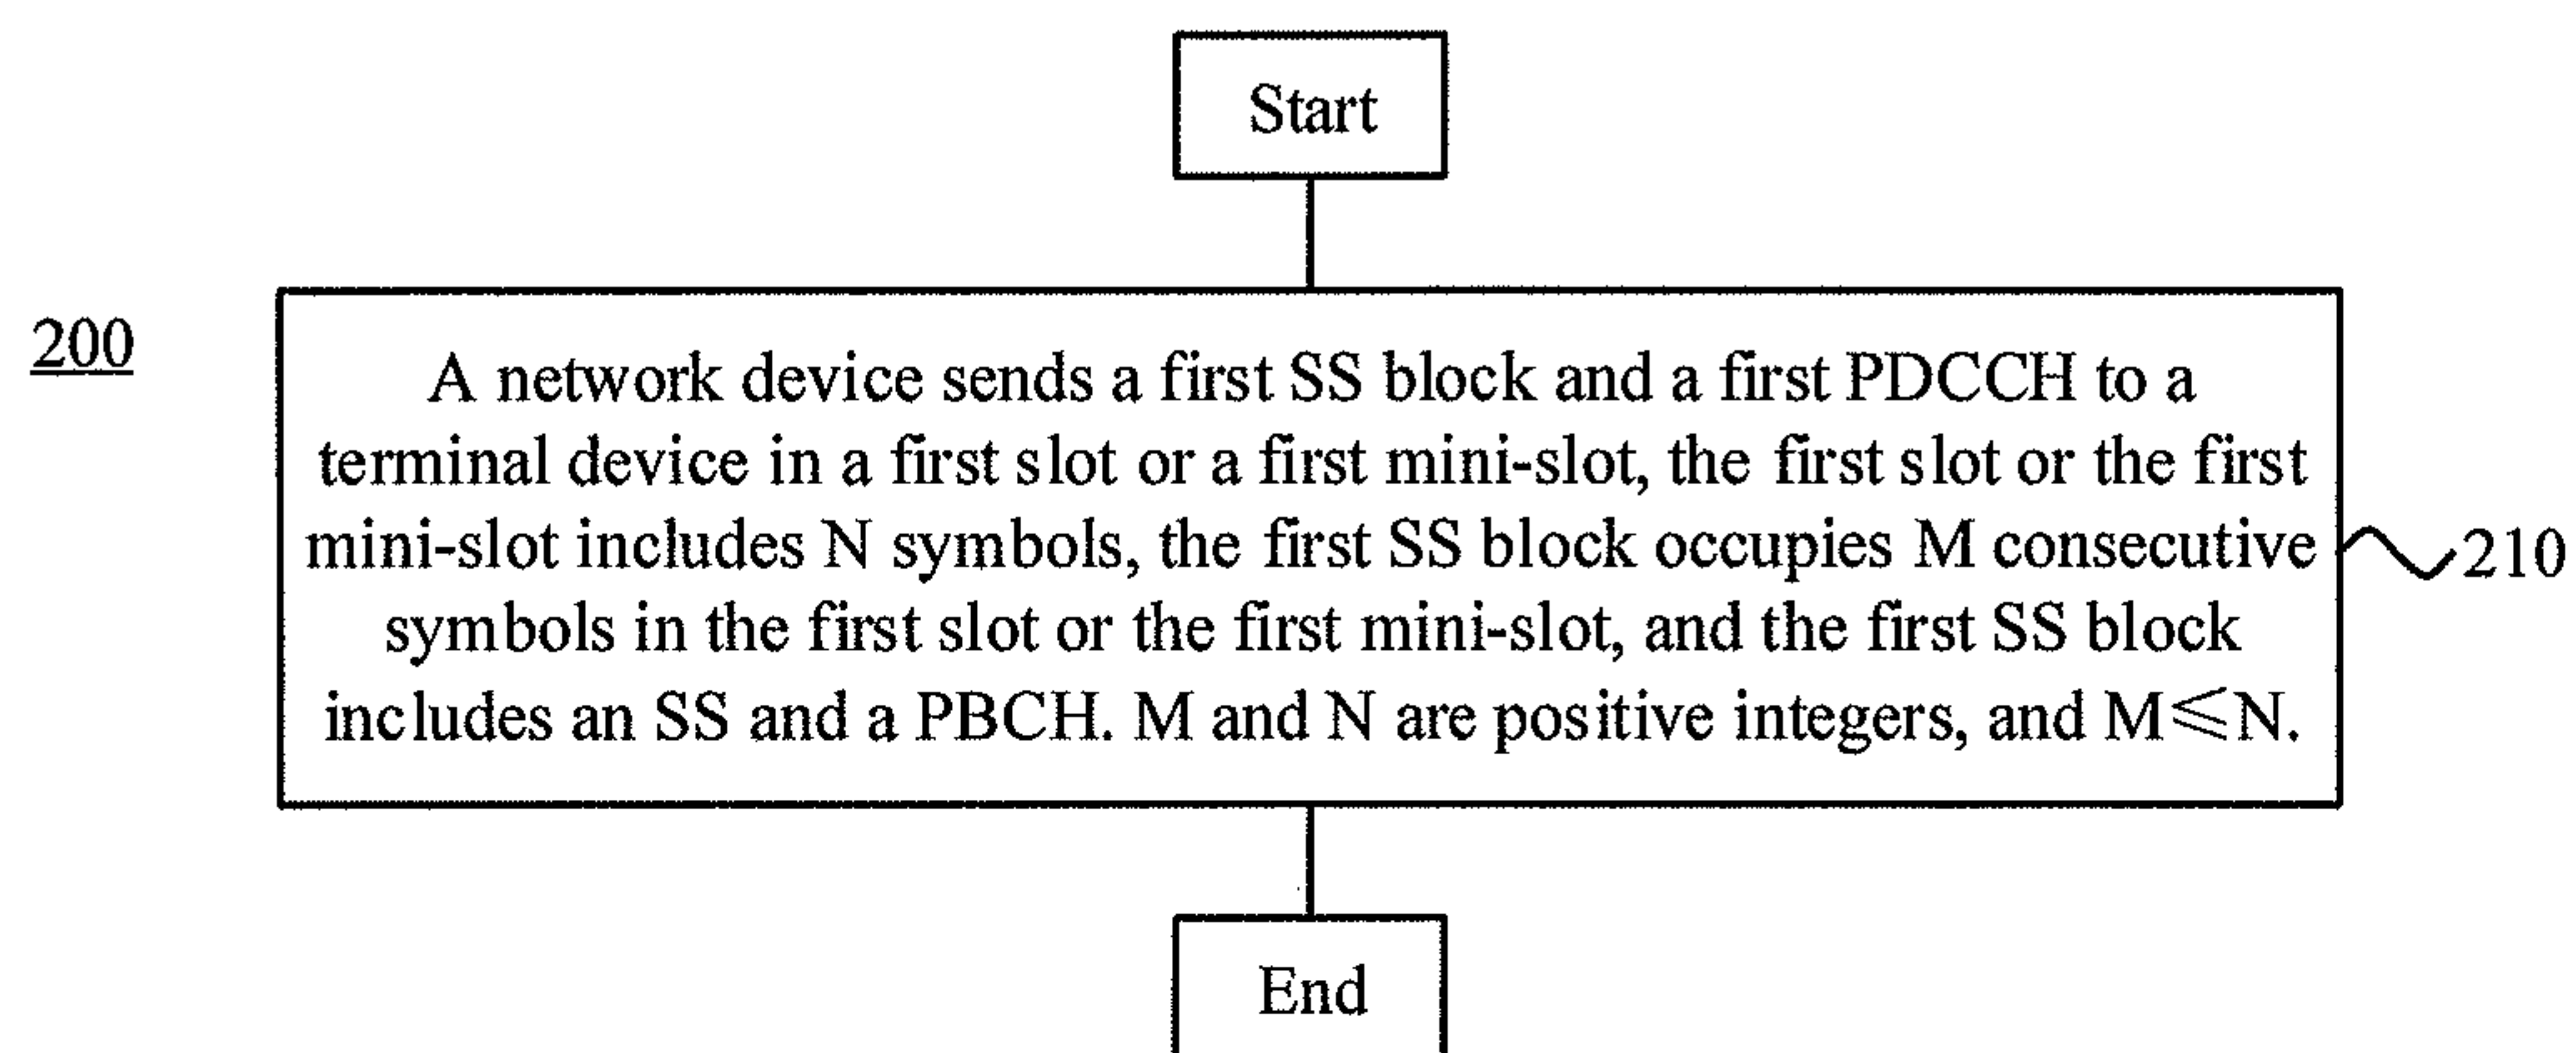 Start
200
A network device sends a first SS block and a first PDCCH to a
terminal device in a first slot or a first mini-slot, the first slot or the first
mini-slot includes N symbols, the first SS block occupies M consecutive
symbols in the first slot or the first mini-slot, and the first SS block
includes an SS and a PBCH. M and N are positive integers, and M⩽N.
210
End